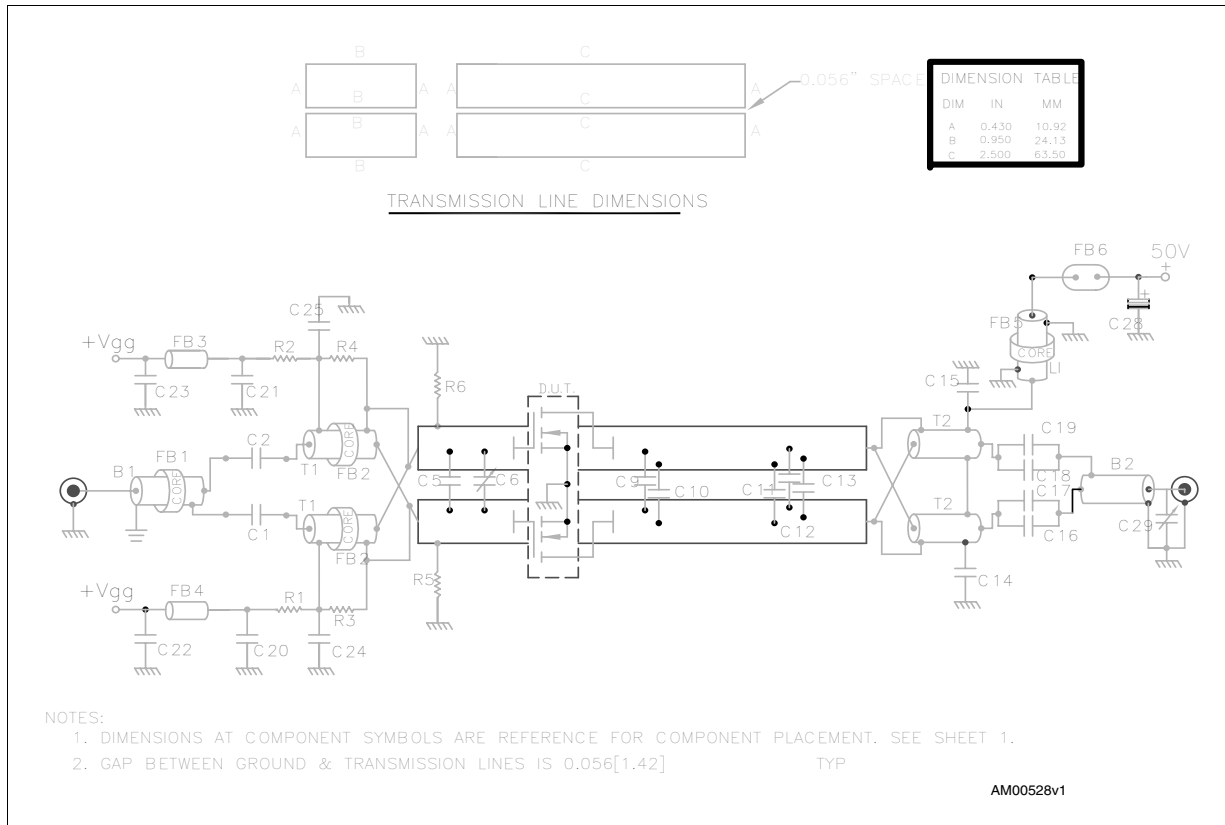 B C
A A A A
B C
0.056" SPACE
B C
A A A A
B C
DIMENSION TABL
DIM IN MM
A 0.430 10.92
B 0.950 24.13
C 2.500 63.50
TRANSMISSION LINE DIMENSIONS
FB6 50V
+
+
C28
FB5
CORE
L1
C25
+Vgg FB3 R2 R4
C23 C21
R6
D.U.T.
C15
C2 T1 CORE FB2
B1 FB1 CORE
C5 C6 C9 C10 C11 C13
C12
T2 C19
C18 B2
C17
T2 C16
C29
C1 T1 CORE FB2
R5
C14
+Vgg FB4 R1 R3
C22 C20 C24
NOTES:
1. DIMENSIONS AT COMPONENT SYMBOLS ARE REFERENCE FOR COMPONENT PLACEMENT. SEE SHEET 1.
2. GAP BETWEEN GROUND & TRANSMISSION LINES IS 0.056[1.42] TYP
AM00528v1